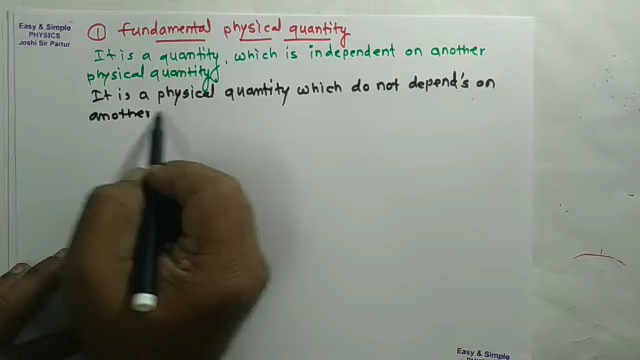 Easy & Simple
PHYSICS
Joshi Sir Partur
① fundamental physical quantity
It is a quantity, which is independent on another
physical quantity
It is a physical quantity which do not depend's on
another
Easy & Simple